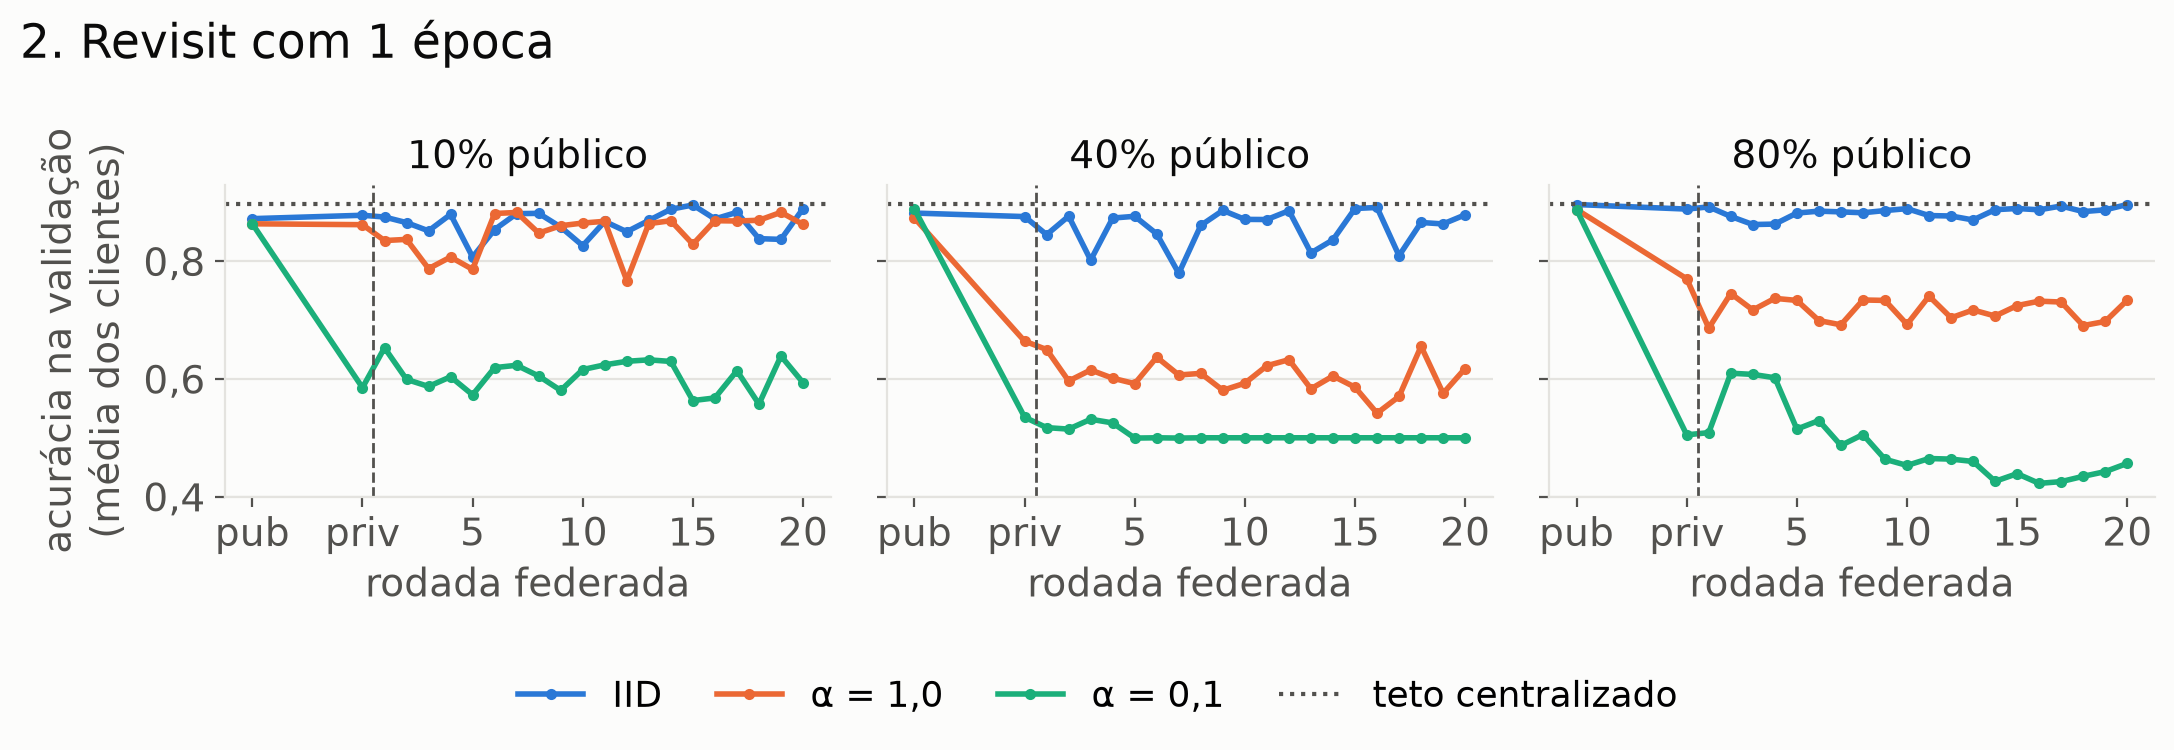 2. Revisit com 1 época
acurácia na validação
(média dos clientes)
10% público
40% público
80% público
0,8
0,6
0,4
pub priv 5 10 15 20
pub priv 5 10 15 20
pub priv 5 10 15 20
rodada federada
rodada federada
rodada federada
IID α = 1,0 α = 0,1 teto centralizado